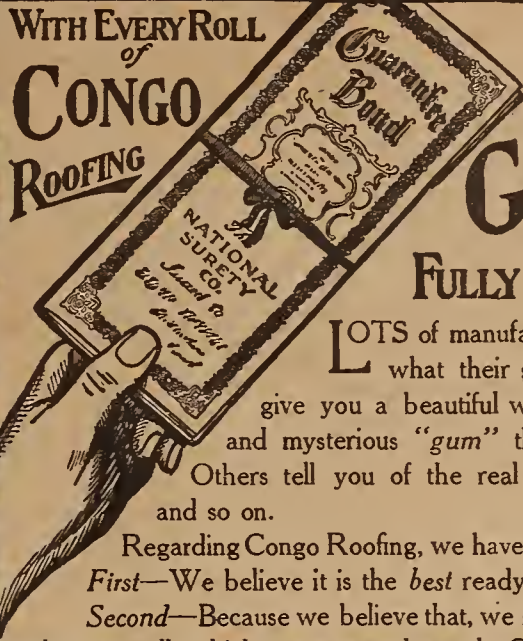 WITH EVERY ROLL
of
CONGO
ROOFING
Guarantee
Bond
The
NATIONAL
SURETY
CO.
G
FULLY
LOTS of manufa
what their s
give you a beautiful w
and mysterious "gum" th
Others tell you of the real
and so on.
Regarding Congo Roofing, we have
First—We believe it is the best ready
Second—Because we believe that, we